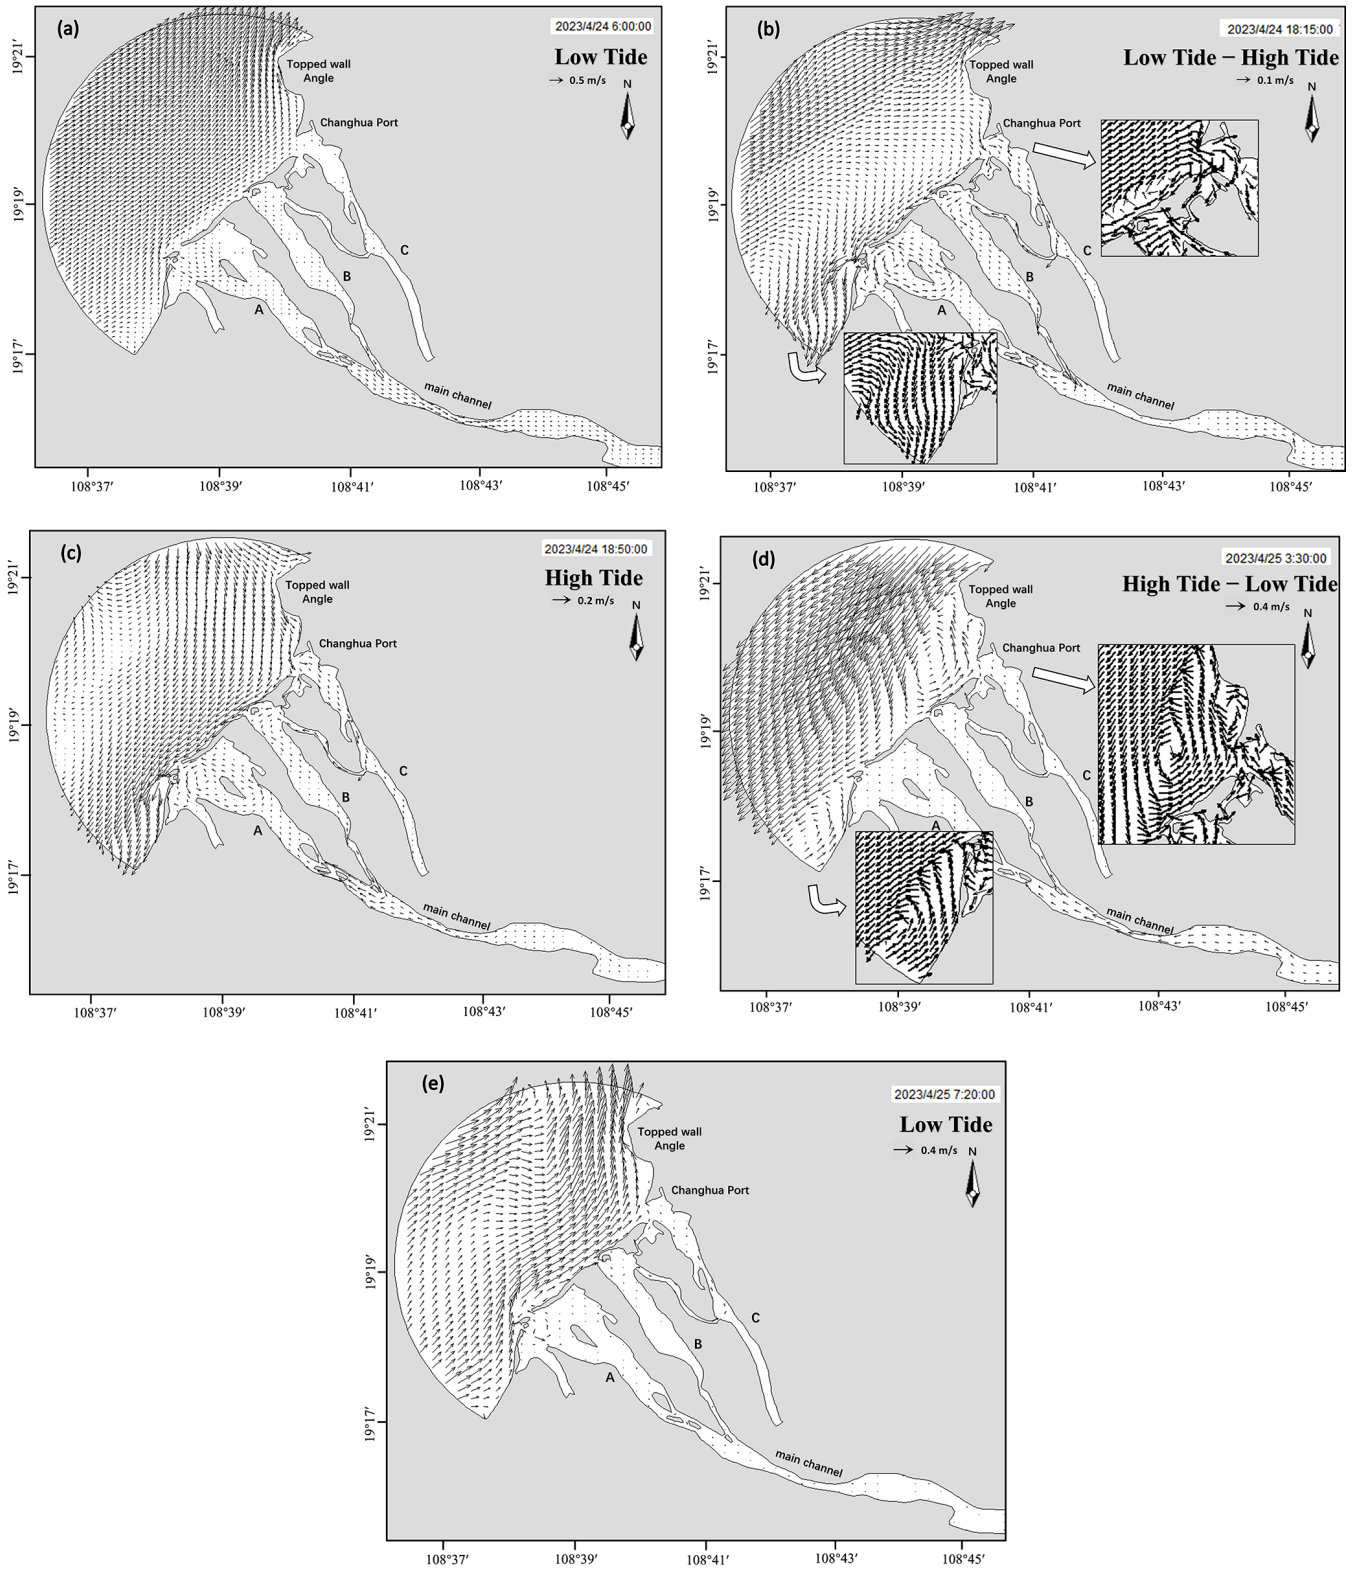 (a)
2023/4/24 6:00:00
Low Tide
0.5 m/s
N
Topped wall
Angle
Changhua Port
A
B
C
main channel
19°21′
19°19′
19°17′
108°37′
108°39′
108°41′
108°43′
108°45′
(b)
2023/4/24 18:15:00
Low Tide – High Tide
0.1 m/s
N
Topped wall
Angle
Changhua Port
A
B
C
main channel
19°21′
19°19′
19°17′
108°37′
108°39′
108°41′
108°43′
108°45′
(c)
2023/4/24 18:50:00
High Tide
0.2 m/s
N
Topped wall
Angle
Changhua Port
A
B
C
main channel
19°21′
19°19′
19°17′
108°37′
108°39′
108°41′
108°43′
108°45′
(d)
2023/4/25 3:30:00
High Tide – Low Tide
0.4 m/s
N
Topped wall
Angle
Changhua Port
A
B
C
main channel
19°21′
19°19′
19°17′
108°37′
108°39′
108°41′
108°43′
108°45′
(e)
2023/4/25 7:20:00
Low Tide
0.4 m/s
N
Topped wall
Angle
Changhua Port
A
B
C
main channel
19°21′
19°19′
19°17′
108°37′
108°39′
108°41′
108°43′
108°45′